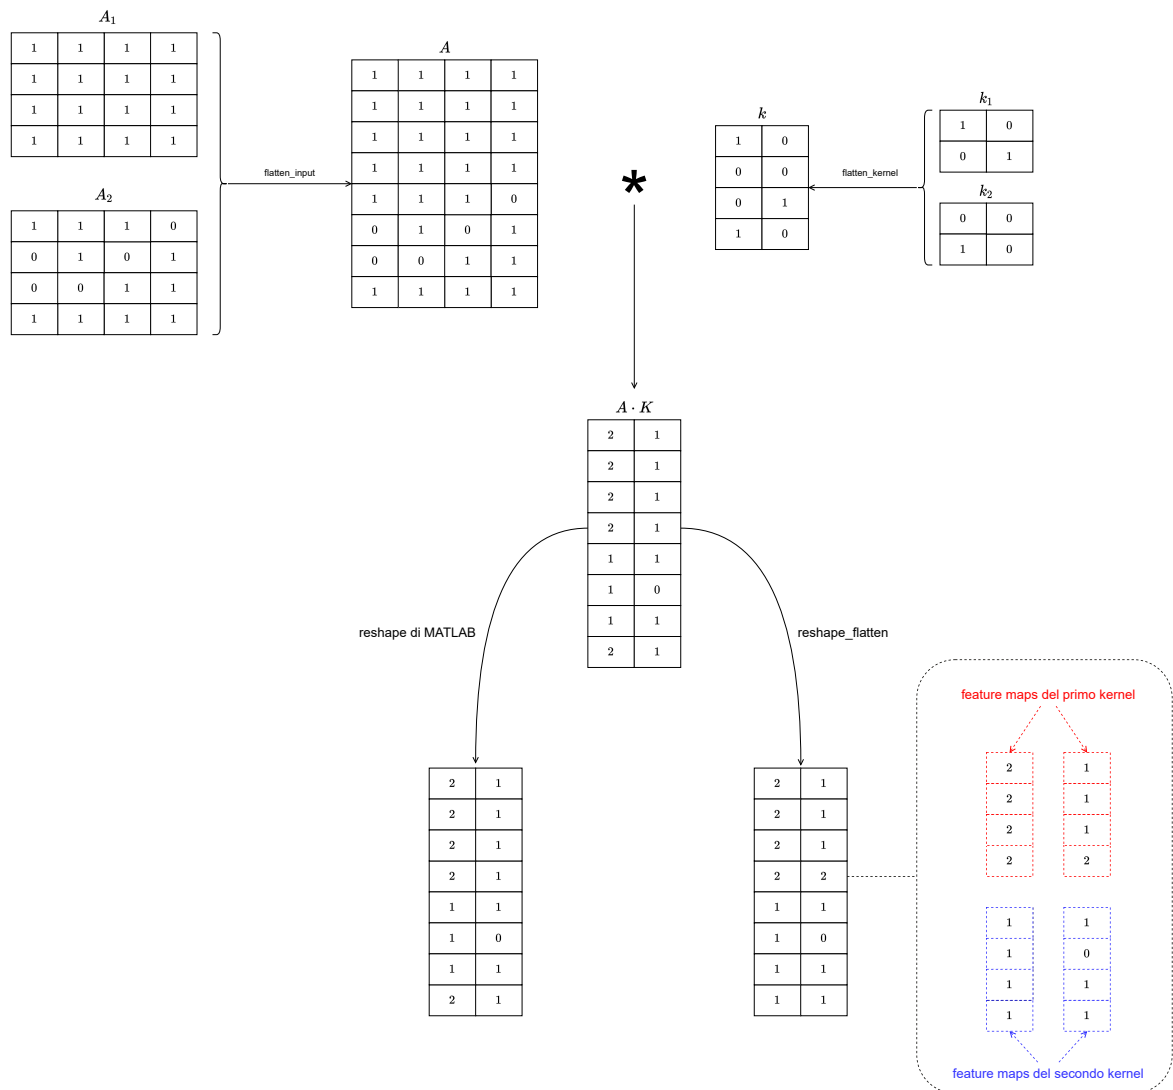 A₁
1 1 1 1
1 1 1 1
1 1 1 1
1 1 1 1
A₂
1 1 1 0
0 1 0 1
0 0 1 1
1 1 1 1
flatten_input
A
1 1 1 1
1 1 1 1
1 1 1 1
1 1 1 1
1 1 1 0
0 1 0 1
0 0 1 1
1 1 1 1
*
k
1 0
0 0
0 1
1 0
flatten_kernel
k₁
1 0
0 1
k₂
0 0
1 0
A · K
2 1
2 1
2 1
2 1
1 1
1 0
1 1
2 1
reshape di MATLAB
reshape_flatten
2 1
2 1
2 1
2 1
1 1
1 0
1 1
2 1
2 1
2 1
2 1
2 2
1 1
1 0
1 1
1 1
feature maps del primo kernel
2 1
2 1
2 1
2 2
1 1
1 0
1 1
1 1
feature maps del secondo kernel